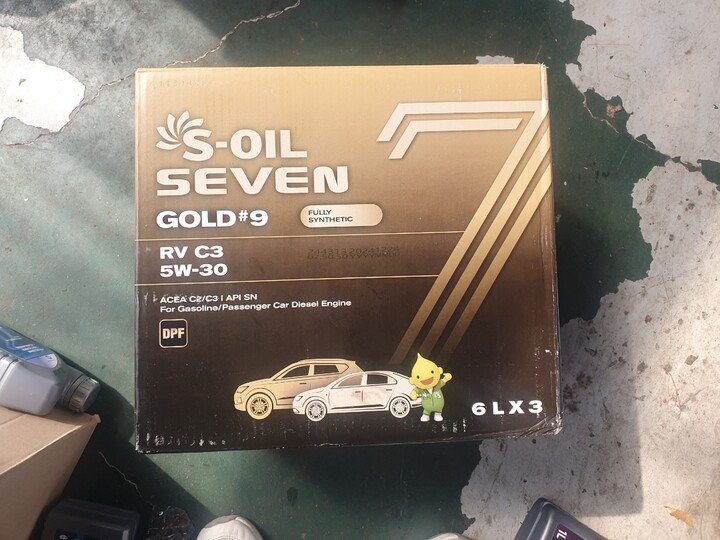 S-OIL
SEVEN
GOLD#9
FULLY
SYNTHETIC
RV C3
5W-30
ACEA C2/C3 | API SN
For Gasoline/Passenger Car Diesel Engine
DPF
6LX3
1L